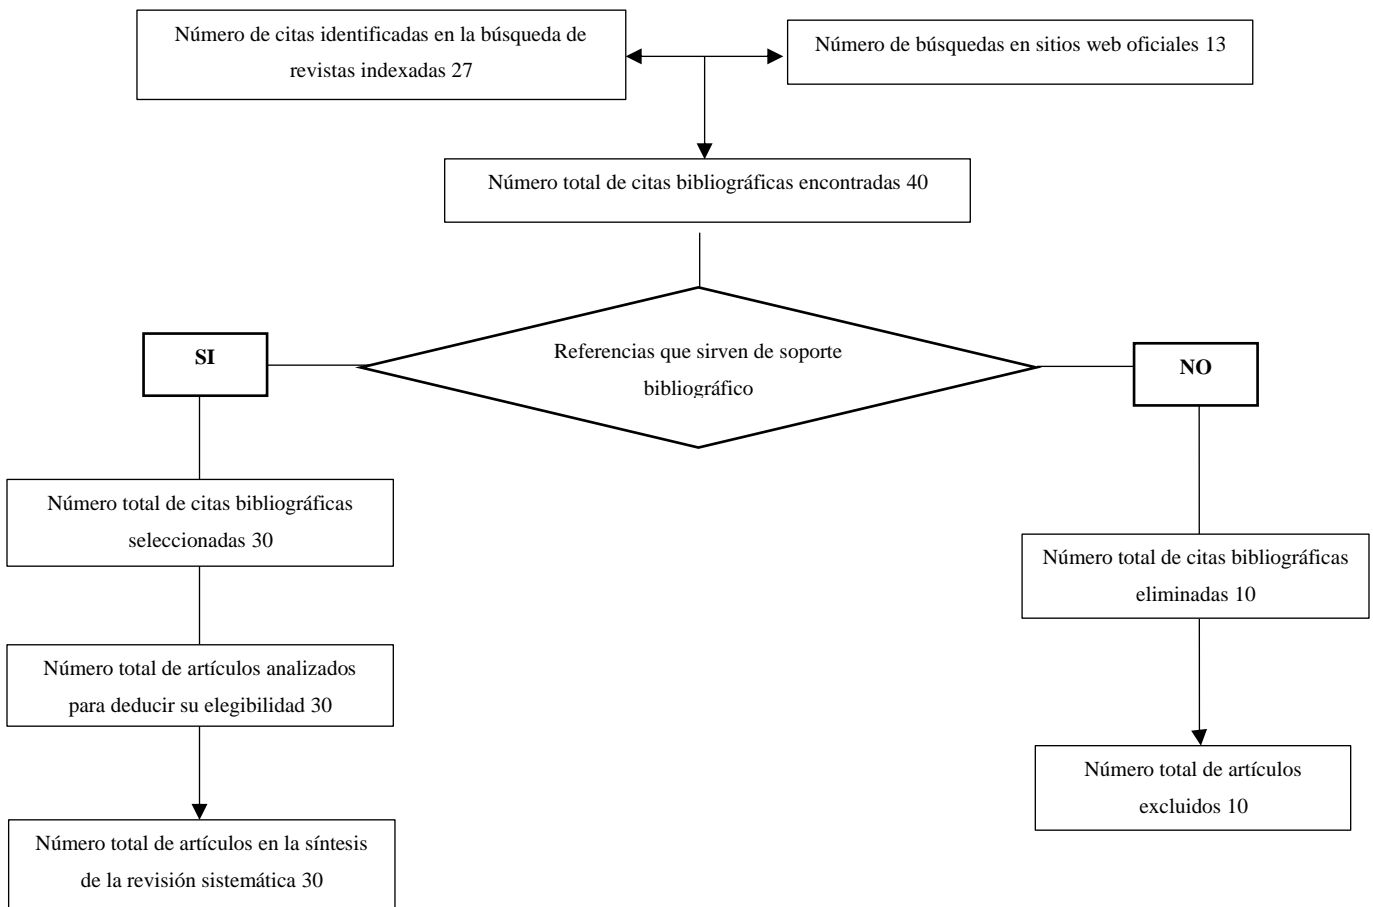 Número de citas identificadas en la búsqueda de
revistas indexadas 27
Número de búsquedas en sitios web oficiales 13
Número total de citas bibliográficas encontradas 40
Referencias que sirven de soporte
bibliográfico
SI
NO
Número total de citas bibliográficas
seleccionadas 30
Número total de citas bibliográficas
eliminadas 10
Número total de artículos analizados
para deducir su elegibilidad 30
Número total de artículos
excluidos 10
Número total de artículos en la síntesis
de la revisión sistemática 30